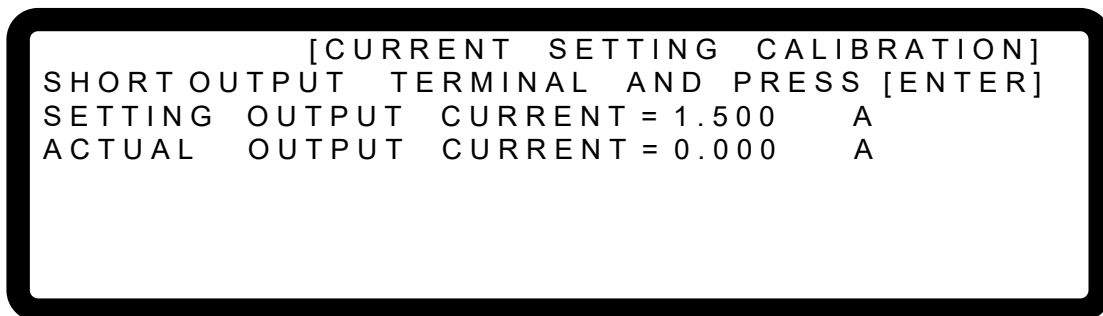 [CURRENT SETTING CALIBRATION]
SHORT OUTPUT TERMINAL AND PRESS [ENTER]
SETTING OUTPUT CURRENT = 1.500 A
ACTUAL OUTPUT CURRENT = 0.000 A